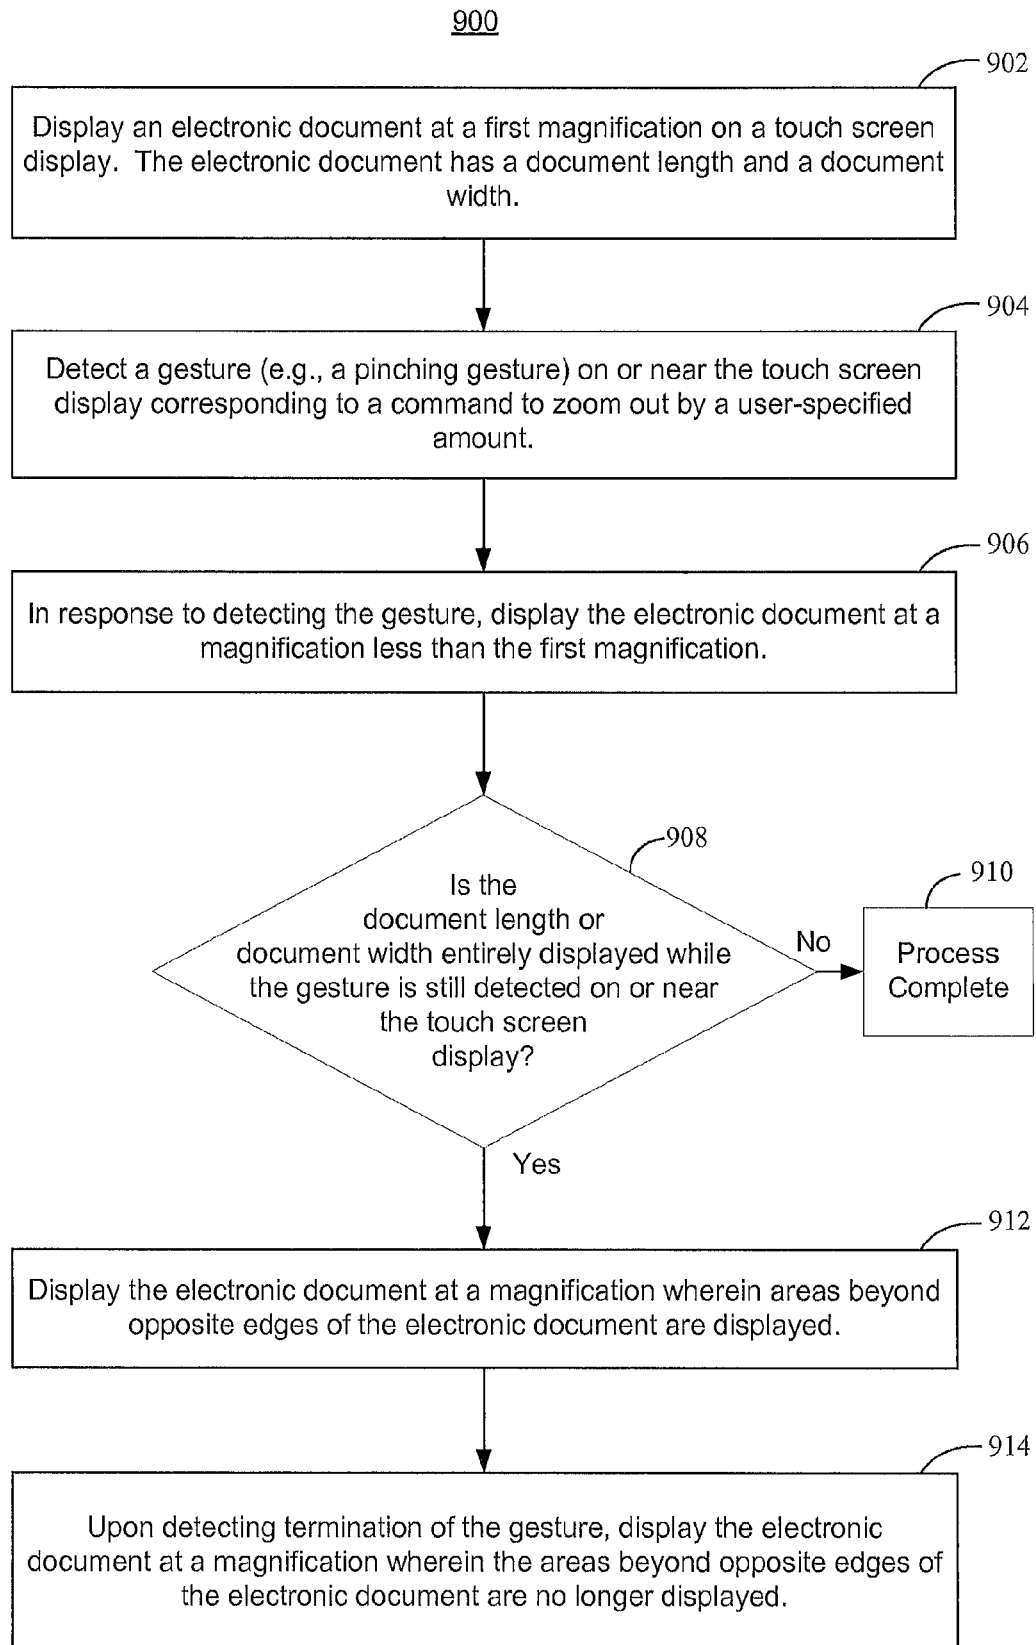 900
902
Display an electronic document at a first magnification on a touch screen
display. The electronic document has a document length and a document
width.
904
Detect a gesture (e.g., a pinching gesture) on or near the touch screen
display corresponding to a command to zoom out by a user-specified
amount.
906
In response to detecting the gesture, display the electronic document at a
magnification less than the first magnification.
908
Is the
document length or
document width entirely displayed while
the gesture is still detected on or near
the touch screen
display?
No
910
Process
Complete
Yes
912
Display the electronic document at a magnification wherein areas beyond
opposite edges of the electronic document are displayed.
914
Upon detecting termination of the gesture, display the electronic
document at a magnification wherein the areas beyond opposite edges of
the electronic document are no longer displayed.